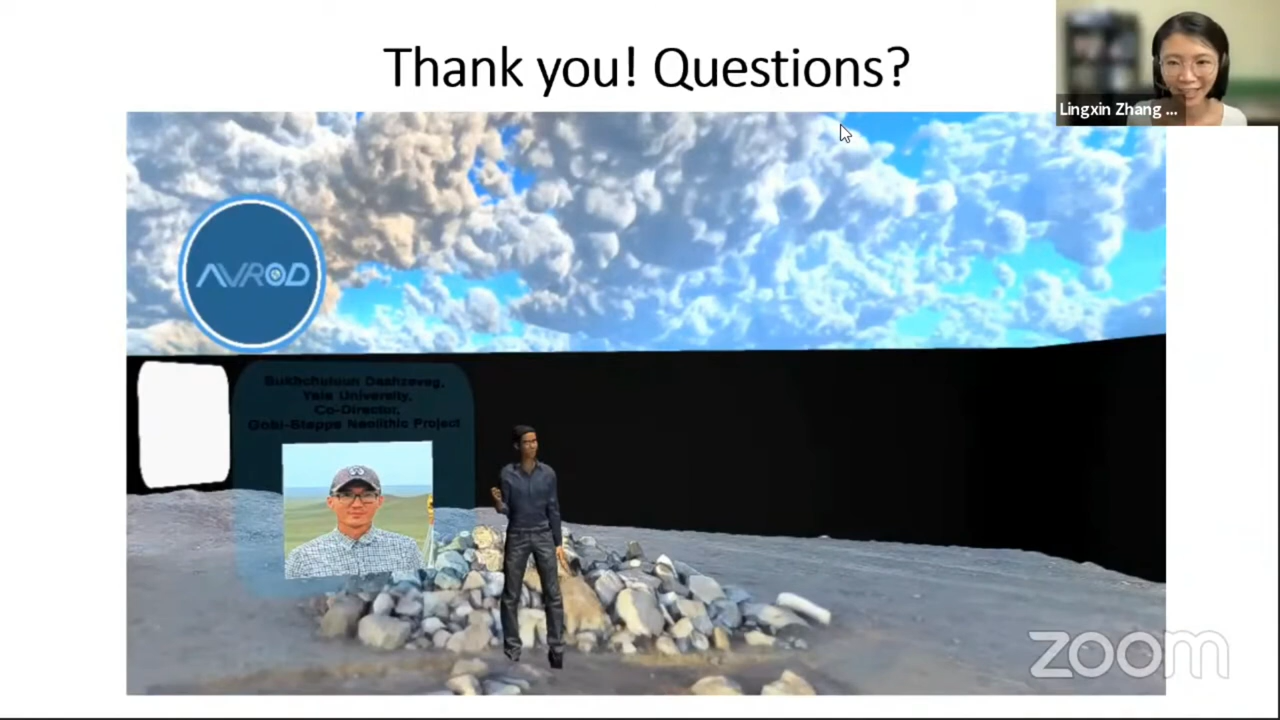 Thank you! Questions?
Lingxin Zhang ...
AVROD
Bukhchuluun Dashzeveg,
Yale University,
Co-Director,
Gobi-Steppe Neolithic Project
zoom